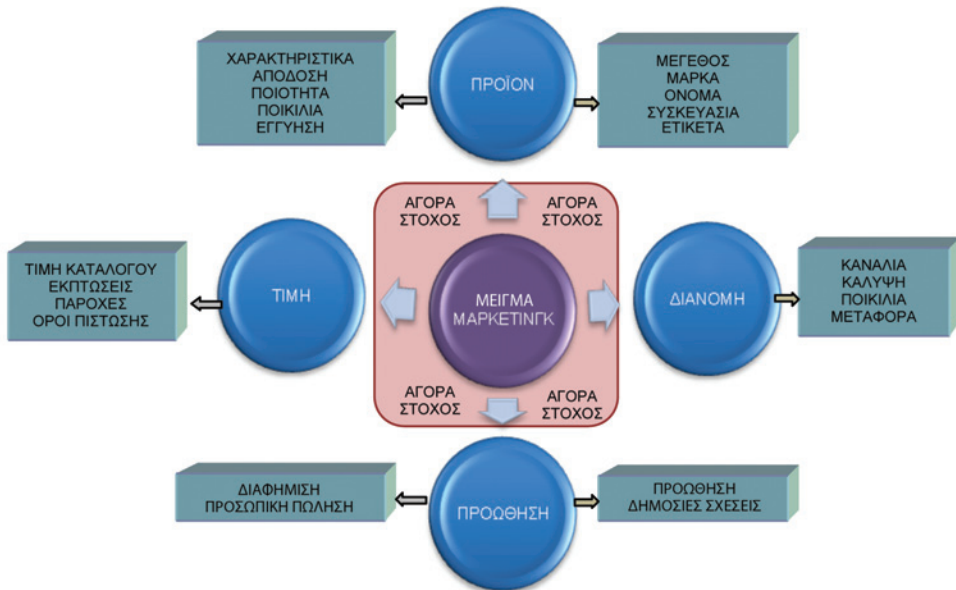 ΧΑΡΑΚΤΗΡΙΣΤΙΚΑ
ΑΠΟΔΟΣΗ
ΠΟΙΟΤΗΤΑ
ΠΟΙΚΙΛΙΑ
ΕΓΓΥΗΣΗ
ΠΡΟΪΟΝ
ΜΕΓΕΘΟΣ
ΜΑΡΚΑ
ΟΝΟΜΑ
ΣΥΣΚΕΥΑΣΙΑ
ΕΤΙΚΕΤΑ
ΑΓΟΡΑ
ΣΤΟΧΟΣ
ΑΓΟΡΑ
ΣΤΟΧΟΣ
ΤΙΜΗ ΚΑΤΑΛΟΓΟΥ
ΕΚΠΤΩΣΕΙΣ
ΠΑΡΟΧΕΣ
ΟΡΟΙ ΠΙΣΤΩΣΗΣ
ΤΙΜΗ
ΜΕΙΓΜΑ
ΜΑΡΚΕΤΙΝΓΚ
ΔΙΑΝΟΜΗ
ΚΑΝΑΛΙΑ
ΚΑΛΥΨΗ
ΠΟΙΚΙΛΙΑ
ΜΕΤΑΦΟΡΑ
ΑΓΟΡΑ
ΣΤΟΧΟΣ
ΑΓΟΡΑ
ΣΤΟΧΟΣ
ΔΙΑΦΗΜΙΣΗ
ΠΡΟΣΩΠΙΚΗ ΠΩΛΗΣΗ
ΠΡΟΩΘΗΣΗ
ΠΡΟΩΘΗΣΗ
ΔΗΜΟΣΙΕΣ ΣΧΕΣΕΙΣ